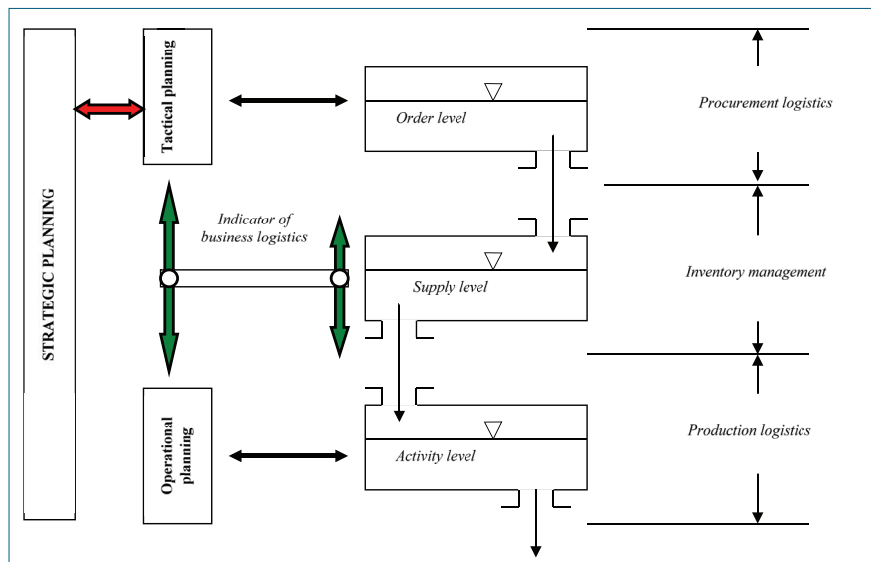 STRATEGIC PLANNING
Tactical planning
Order level
Procurement logistics
Indicator of
business logistics
Supply level
Inventory management
Operational
planning
Activity level
Production logistics